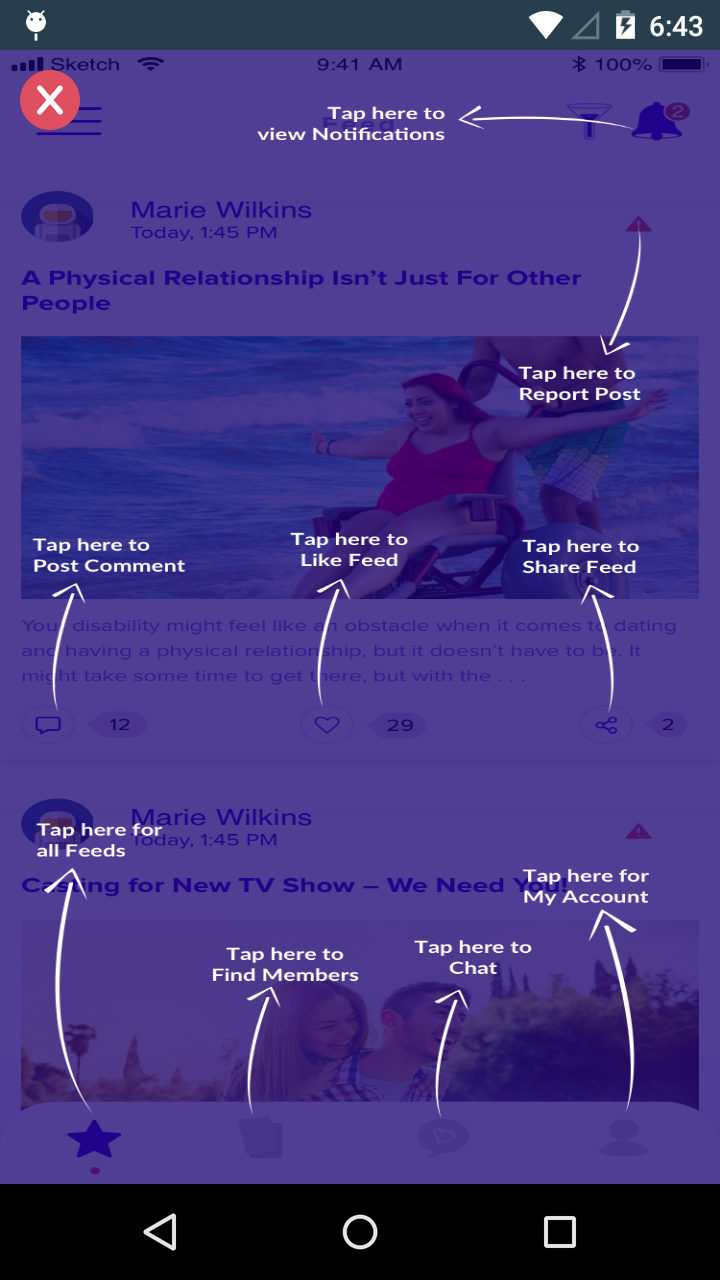 6:43
Sketch 9:41 AM 100%
Feed
2
Tap here to
view Notifications
Marie Wilkins
Today, 1:45 PM
A Physical Relationship Isn’t Just For Other
People
Tap here to
Report Post
Tap here to
Post Comment
Tap here to
Like Feed
Tap here to
Share Feed
Your disability might feel like an obstacle when it comes to dating
and having a physical relationship, but it doesn’t have to be. It
might take some time to get there, but with the . . .
12 29 2
Marie Wilkins
Today, 1:45 PM
Tap here for
all Feeds
Casting for New TV Show – We Need You!
Tap here for
My Account
Tap here to
Find Members
Tap here to
Chat